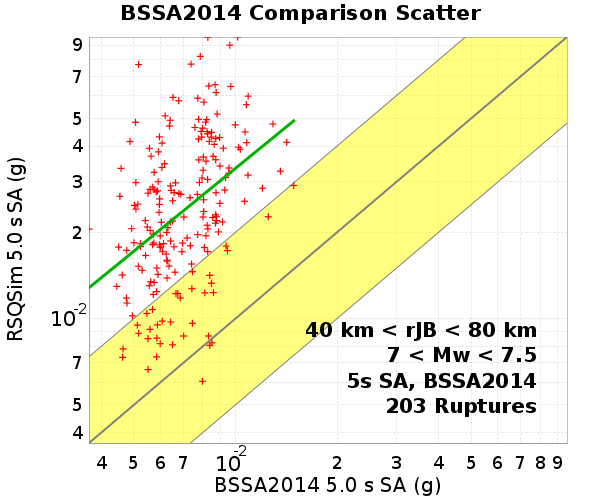 BSSA2014 Comparison Scatter
RSQSim 5.0 s SA (g)
9
7
5
4
3
2
10-2
7
5
4
40 km < rJB < 80 km
7 < Mw < 7.5
5s SA, BSSA2014
203 Ruptures
4 5 6 7 10-2 2 3 4 5 6 7 8 9
BSSA2014 5.0 s SA (g)